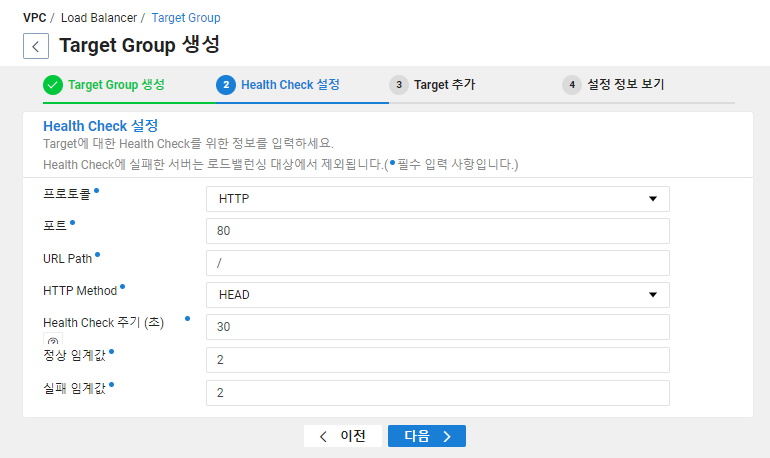 VPC / Load Balancer / Target Group
Target Group 생성
Target Group 생성
2 Health Check 설정
3 Target 추가
4 설정 정보 보기
Health Check 설정
Target에 대한 Health Check를 위한 정보를 입력하세요.
Health Check에 실패한 서버는 로드밸런싱 대상에서 제외됩니다.(•필수 입력 사항입니다.)
프로토콜• HTTP
포트• 80
URL Path• /
HTTP Method• HEAD
Health Check 주기 (초) • 30
?
정상 임계값• 2
실패 임계값• 2
이전 다음